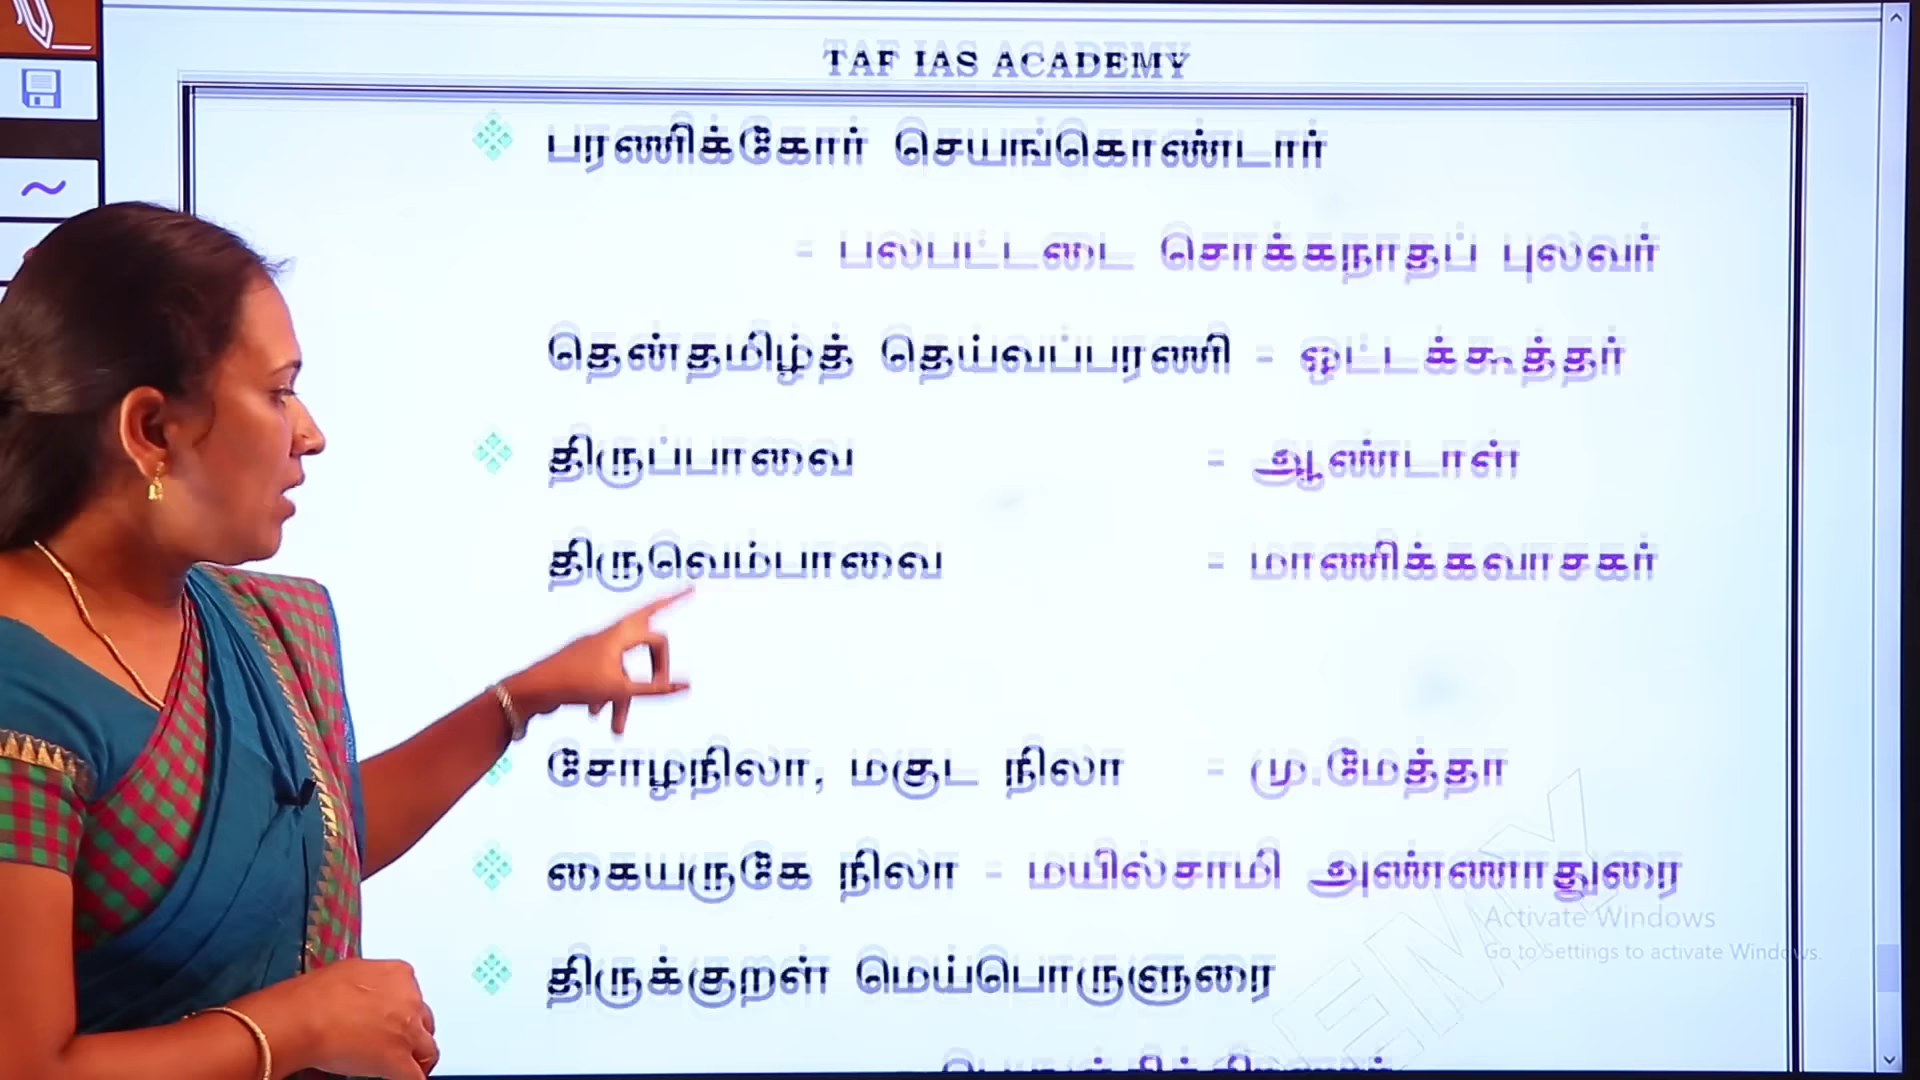 TAF IAS ACADEMY
பரணிக்கோர் செயங்கொண்டார்
= பலபட்டடை சொக்கநாதப் புலவர்
தென்தமிழ்த் தெய்வப்பரணி = ஒட்டக்கூத்தர்
திருப்பாவை = ஆண்டாள்
திருவெம்பாவை = மாணிக்கவாசகர்
சோழநிலா, மகுட நிலா = மு.மேத்தா
கையருகே நிலா = மயில்சாமி அண்ணாதுரை
Activate Windows
Go to Settings to activate Windows.
திருக்குறள் மெய்பொருளுரை